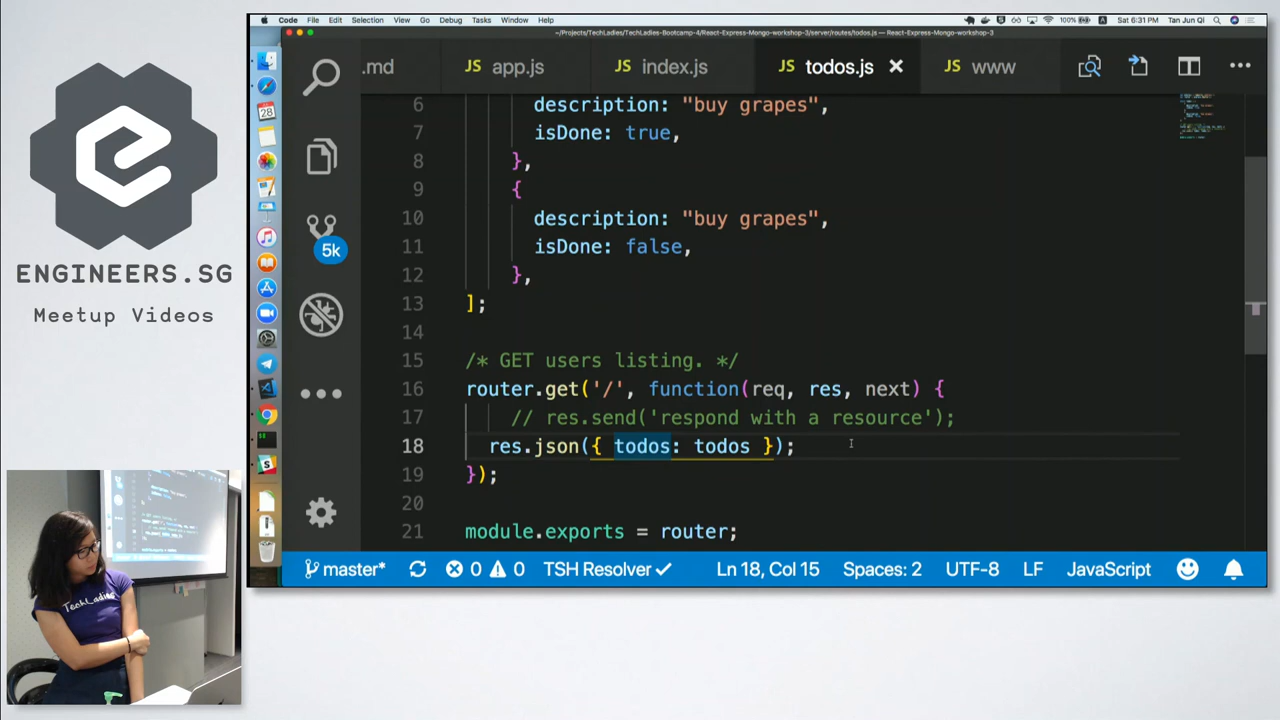 Code File Edit Selection View Go Debug Tasks Window Help
100% Sat 6:31 PM Tan Jun Qi
~/Projects/TechLadies/TechLadies-Bootcamp-4/React-Express-Mongo-workshop-3/server/routes/todos.js — React-Express-Mongo-workshop-3
.md JS app.js JS index.js JS todos.js JS www
6 description: "buy grapes",
7 isDone: true,
8 },
9 {
10 description: "buy grapes",
11 isDone: false,
12 },
13 ];
14
15 /* GET users listing. */
16 router.get('/', function(req, res, next) {
17 // res.send('respond with a resource');
18 res.json({ todos: todos });
19 });
20
21 module.exports = router;
5k
28
master* 0 0 TSH Resolver Ln 18, Col 15 Spaces: 2 UTF-8 LF JavaScript
ENGINEERS.SG
Meetup Videos
TechLadies